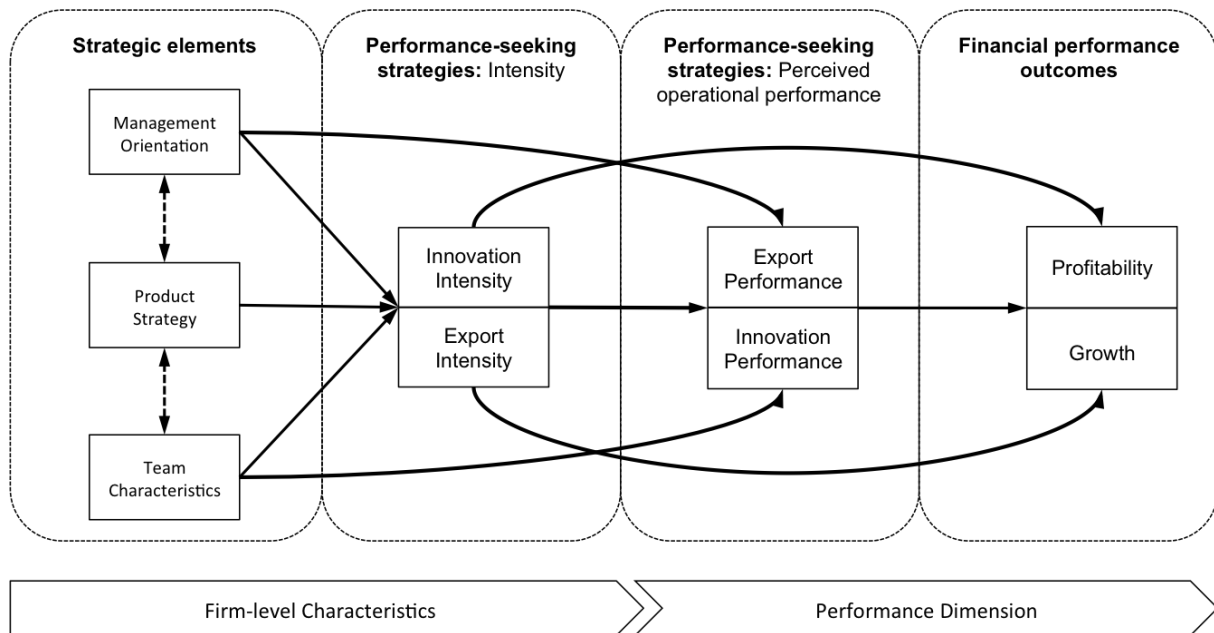 Strategic elements
Performance-seeking
strategies: Intensity
Performance-seeking
strategies: Perceived
operational performance
Financial performance
outcomes
Management
Orientation
Product
Strategy
Team
Characteristics
Innovation
Intensity
Export
Intensity
Export
Performance
Innovation
Performance
Profitability
Growth
Firm-level Characteristics
Performance Dimension